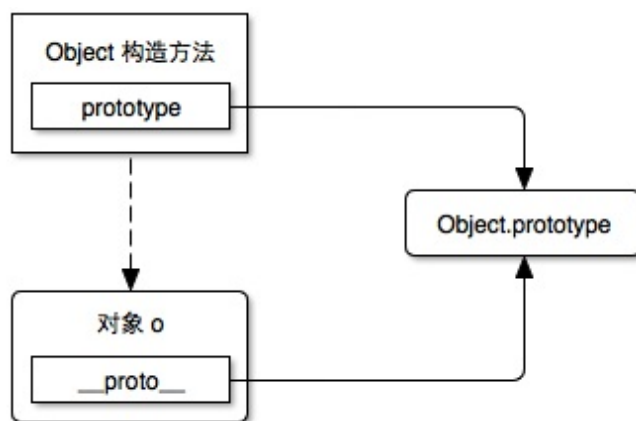 Object 构造方法
prototype
Object.prototype
对象 o
__proto__